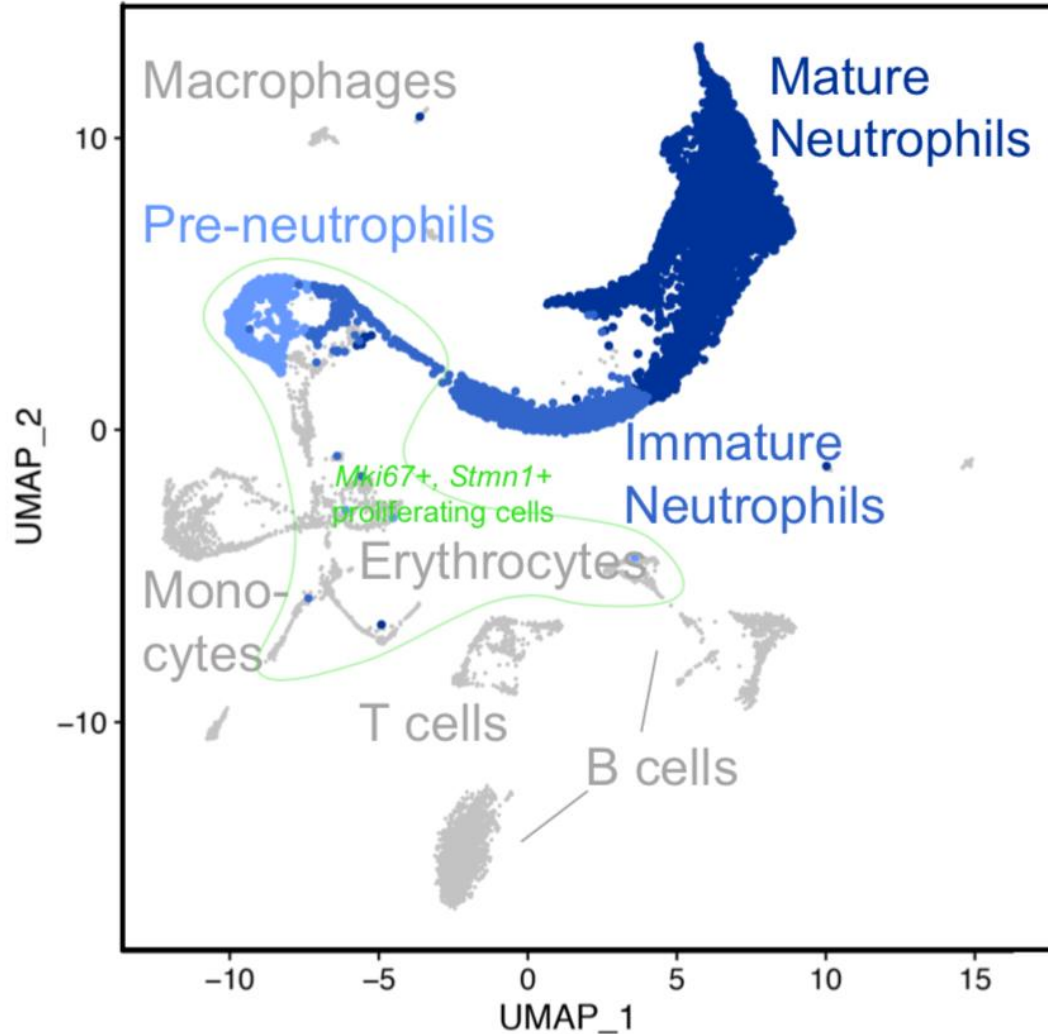 Macrophages
Mature
Neutrophils
Pre-neutrophils
Immature
Neutrophils
Mki67+, Stmn1+
proliferating cells
Erythrocytes
Mono-
cytes
T cells
B cells
UMAP_2
10
0
−10
−10
−5
0
5
10
15
UMAP_1